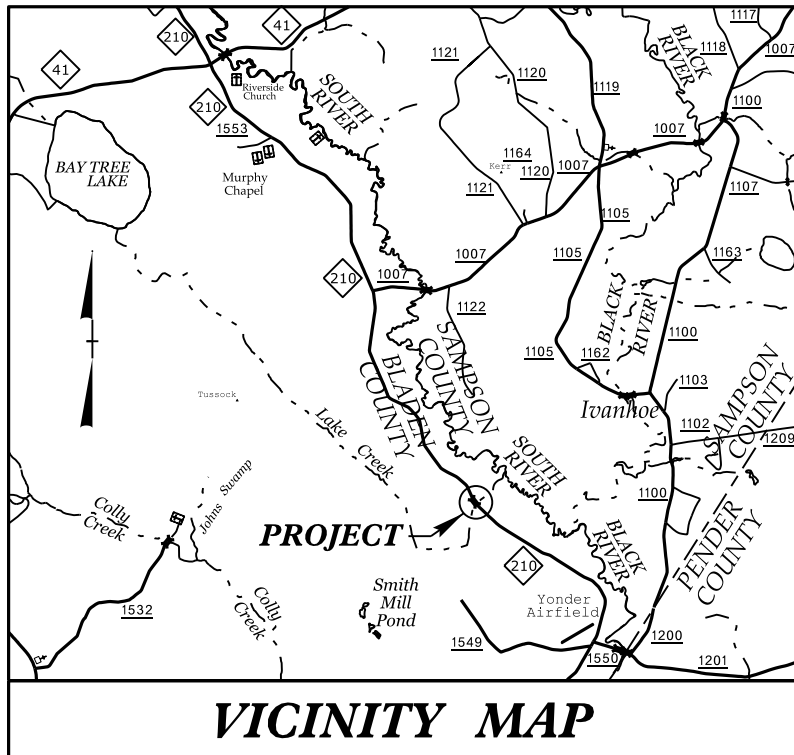 210
41
41
1121
1117
BLACK
RIVER
1118
1007
Riverside
Church
SOUTH
RIVER
1120
1119
1100
210
1553
1007
BAY TREE
LAKE
Murphy
Chapel
1164
Kerr
1120
1007
1121
1107
1105
1105
1163
210
1007
1007
BLACK
RIVER
1122
1100
SAMPSON
COUNTY
BLADEN
COUNTY
1105
1162
Ivanhoe
1103
1102
SAMPSON
COUNTY
1209
Tussock
Lake
Creek
SOUTH
RIVER
Johns Swamp
Colly
Creek
1100
PROJECT
BLACK
RIVER
PENDER
COUNTY
210
Smith
Mill
Pond
Yonder
Airfield
Colly
Creek
1532
1549
1550
1200
1201
VICINITY MAP